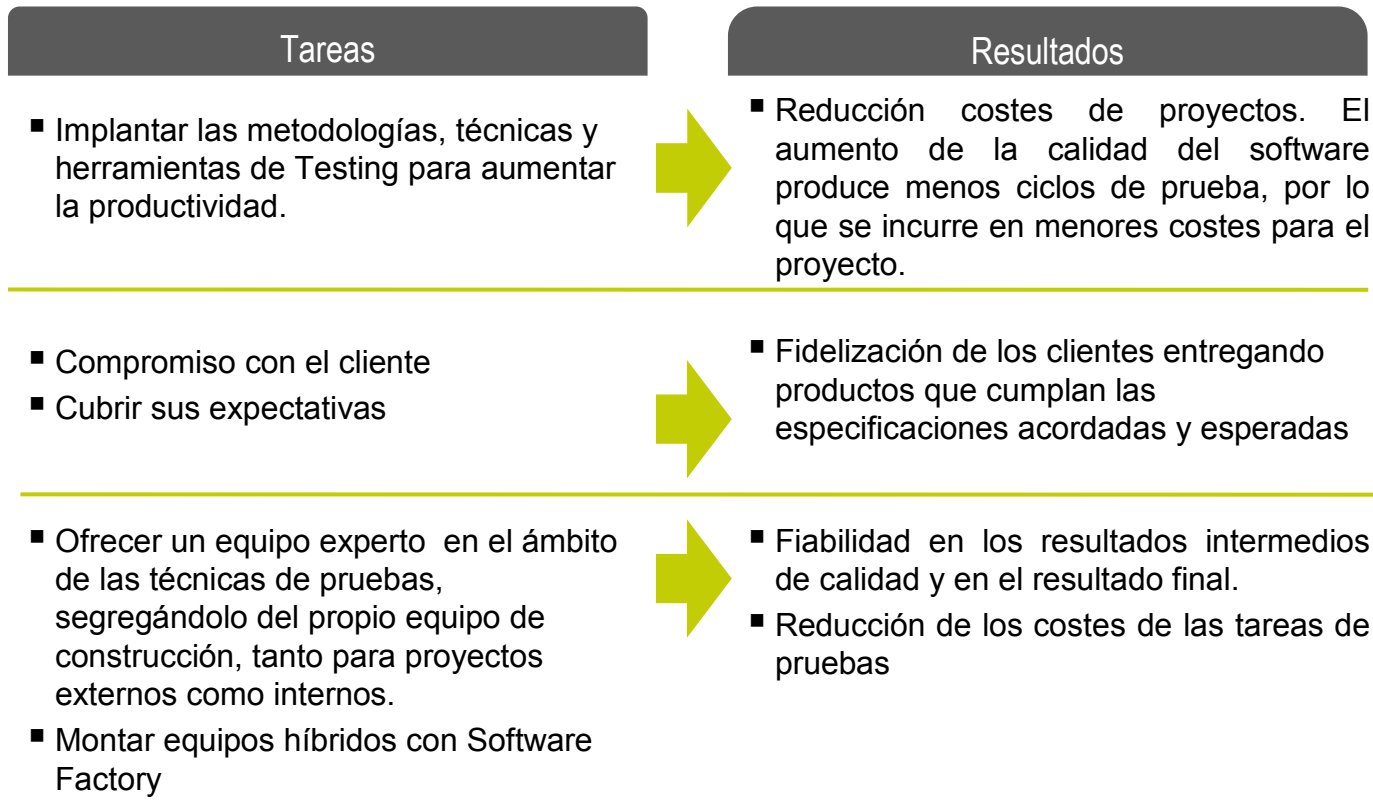 Tareas
Resultados
▪ Implantar las metodologías, técnicas y
herramientas de Testing para aumentar
la productividad.
▪ Reducción costes de proyectos. El
aumento de la calidad del software
produce menos ciclos de prueba, por lo
que se incurre en menores costes para el
proyecto.
▪ Compromiso con el cliente
▪ Cubrir sus expectativas
▪ Fidelización de los clientes entregando
productos que cumplan las
especificaciones acordadas y esperadas
▪ Ofrecer un equipo experto en el ámbito
de las técnicas de pruebas,
segregándolo del propio equipo de
construcción, tanto para proyectos
externos como internos.
▪ Montar equipos híbridos con Software
Factory
▪ Fiabilidad en los resultados intermedios
de calidad y en el resultado final.
▪ Reducción de los costes de las tareas de
pruebas